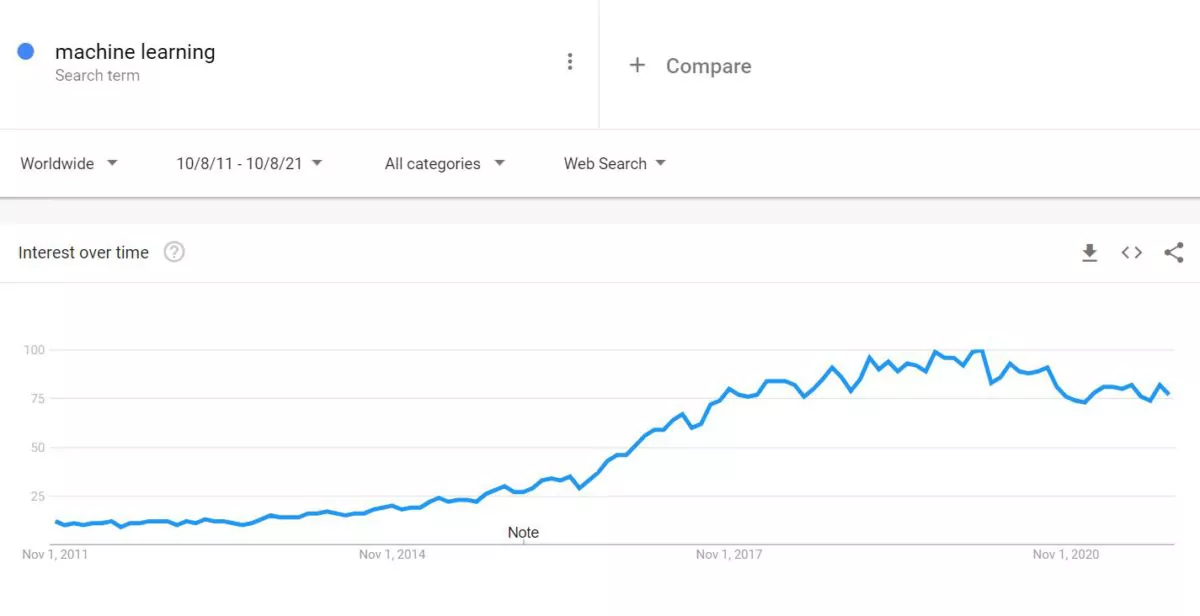 machine learning
Search term
+ Compare
Worldwide
10/8/11 - 10/8/21
All categories
Web Search
Interest over time ?
100
75
50
25
Note
Nov 1, 2011
Nov 1, 2014
Nov 1, 2017
Nov 1, 2020